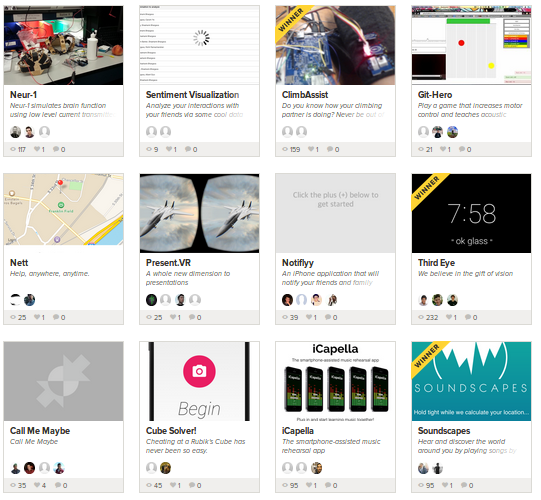 Neur-1
Neur-1 simulates brain function
using low level current transmitt
117 1 0
Sentiment Visualization
Analyze your interactions with
your friends via some cool data
9 1 0
WINNER
ClimbAssist
Do you know how your climbing
partner is doing? Never be out of
159 1 0
Git-Hero
Play a game that increases motor
control and teaches acoustic
21 1 0
Nett
Help, anywhere, anytime.
25 1 0
Present.VR
A whole new dimension to
presentations
25 1 0
Click the plus (+) below to
get started
Notifiyy
An iPhone application that will
notify your friends and family
39 1 0
WINNER
7:58
"ok glass"
Third Eye
We believe in the gift of vision
232 1 0
Call Me Maybe
Call Me Maybe
35 4 0
Begin
Cube Solver!
Cheating at a Rubik's Cube has
never been so easy.
45 1 0
iCapella
The smartphone-assisted music rehearsal app
Plug in and start learning music together!
iCapella
The smartphone-assisted music
rehearsal app
95 1 0
WINNER
SOUNDSCAPES
Hold tight while we calculate your location...
Soundscapes
Hear and discover the world
around you by playing songs by
95 1 0